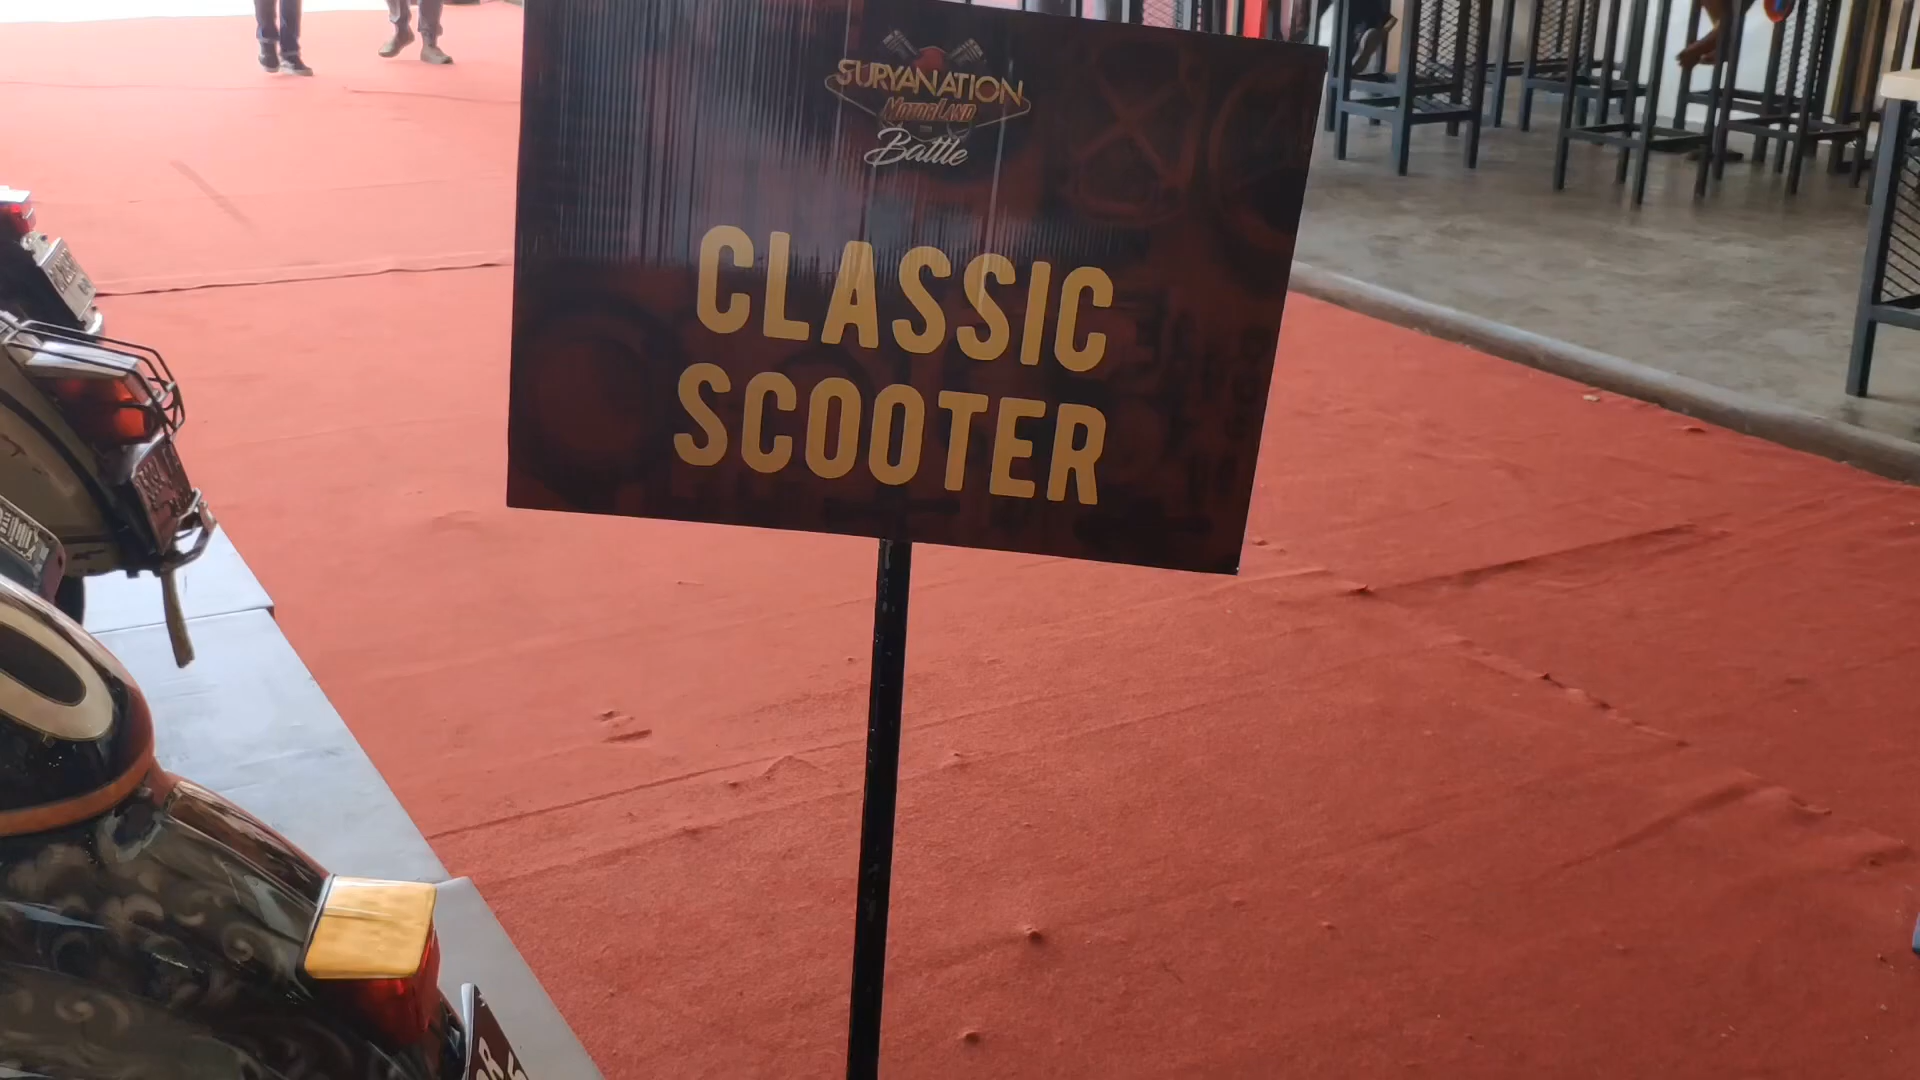 SURYANATION
MOTORLAND
Battle
CLASSIC
SCOOTER